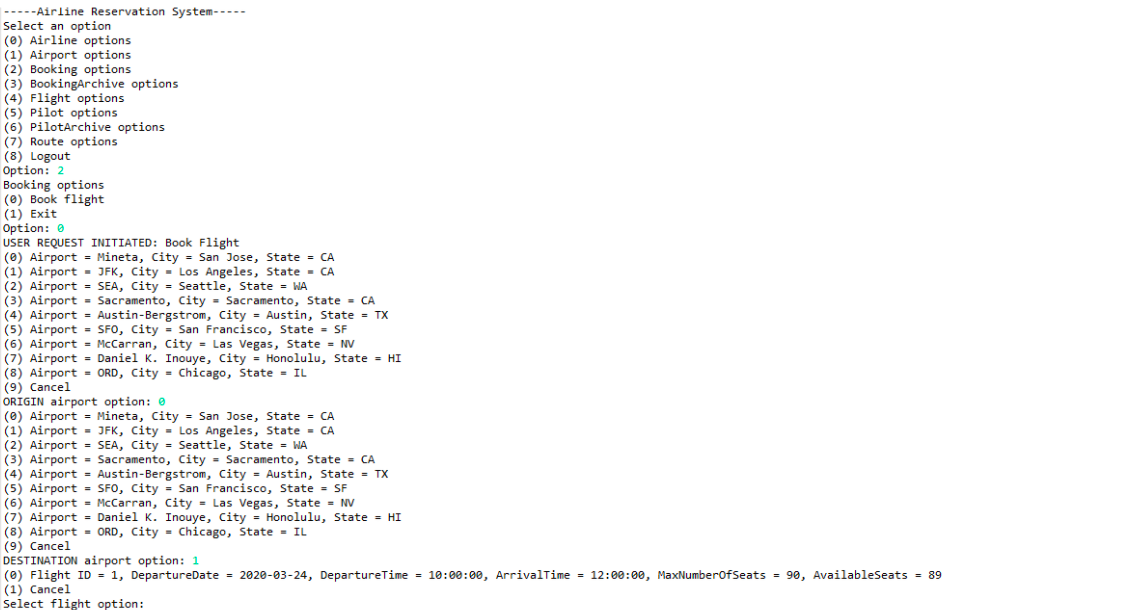 -----Airline Reservation System-----
Select an option
(0) Airline options
(1) Airport options
(2) Booking options
(3) BookingArchive options
(4) Flight options
(5) Pilot options
(6) PilotArchive options
(7) Route options
(8) Logout
Option: 2
Booking options
(0) Book flight
(1) Exit
Option: 0
USER REQUEST INITIATED: Book Flight
(0) Airport = Mineta, City = San Jose, State = CA
(1) Airport = JFK, City = Los Angeles, State = CA
(2) Airport = SEA, City = Seattle, State = WA
(3) Airport = Sacramento, City = Sacramento, State = CA
(4) Airport = Austin-Bergstrom, City = Austin, State = TX
(5) Airport = SFO, City = San Francisco, State = SF
(6) Airport = McCarran, City = Las Vegas, State = NV
(7) Airport = Daniel K. Inouye, City = Honolulu, State = HI
(8) Airport = ORD, City = Chicago, State = IL
(9) Cancel
ORIGIN airport option: 0
(0) Airport = Mineta, City = San Jose, State = CA
(1) Airport = JFK, City = Los Angeles, State = CA
(2) Airport = SEA, City = Seattle, State = WA
(3) Airport = Sacramento, City = Sacramento, State = CA
(4) Airport = Austin-Bergstrom, City = Austin, State = TX
(5) Airport = SFO, City = San Francisco, State = SF
(6) Airport = McCarran, City = Las Vegas, State = NV
(7) Airport = Daniel K. Inouye, City = Honolulu, State = HI
(8) Airport = ORD, City = Chicago, State = IL
(9) Cancel
DESTINATION airport option: 1
(0) Flight ID = 1, DepartureDate = 2020-03-24, DepartureTime = 10:00:00, ArrivalTime = 12:00:00, MaxNumberOfSeats = 90, AvailableSeats = 89
(1) Cancel
Select flight option: